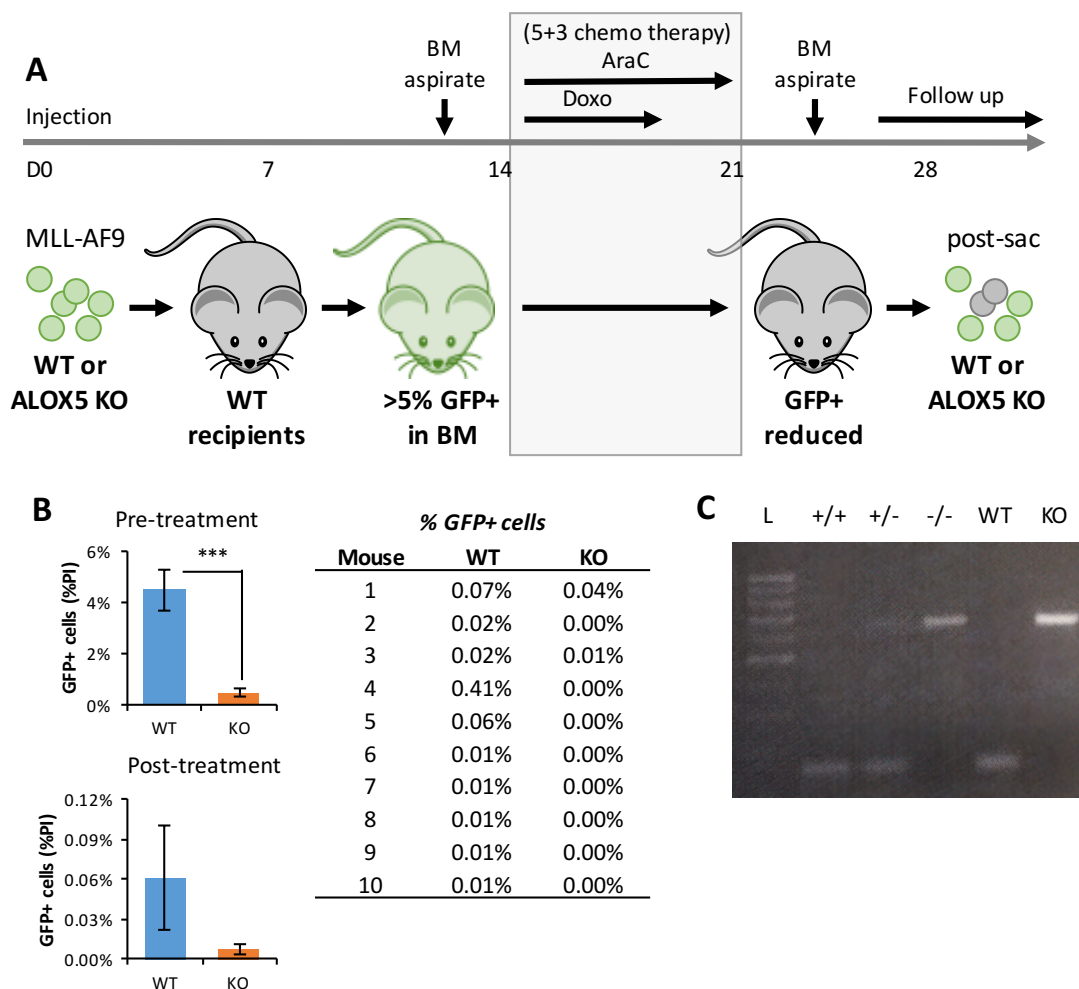 A
(5+3 chemo therapy)
BM
aspirate
AraC
Doxo
BM
aspirate
Injection
Follow up
D0 7 14 21 28
MLL-AF9
post-sac
WT or
ALOX5 KO
WT
recipients
>5% GFP+
in BM
GFP+
reduced
WT or
ALOX5 KO
B
Pre-treatment
GFP+ cells (%PI)
6%
4%
2%
0%
***
WT KO
Post-treatment
GFP+ cells (%PI)
0.12%
0.09%
0.06%
0.03%
0.00%
WT KO
% GFP+ cells
Mouse WT KO
1 0.07% 0.04%
2 0.02% 0.00%
3 0.02% 0.01%
4 0.41% 0.00%
5 0.06% 0.00%
6 0.01% 0.00%
7 0.01% 0.00%
8 0.01% 0.00%
9 0.01% 0.00%
10 0.01% 0.00%
C
L +/+ +/- -/- WT KO